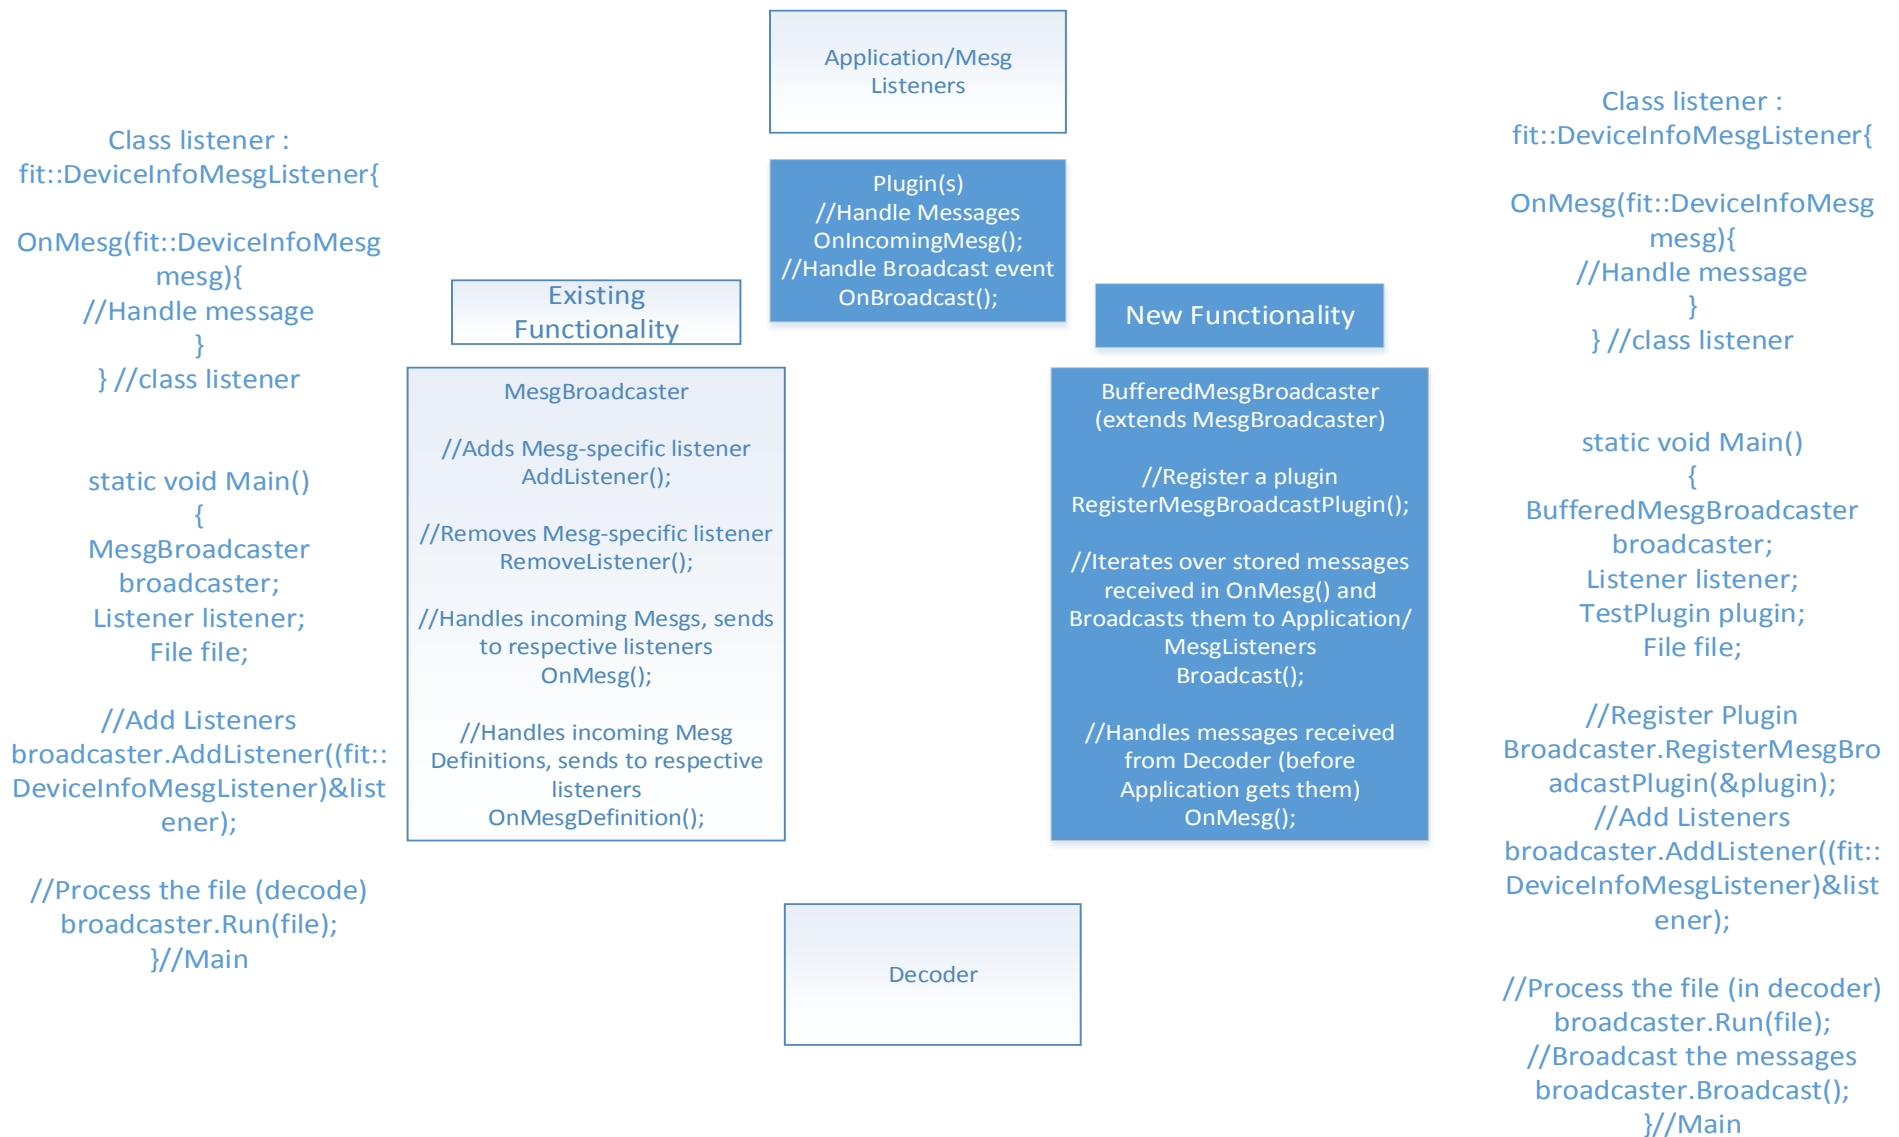 Application/Mesg
Listeners
Plugin(s)
//Handle Messages
OnIncomingMesg();
//Handle Broadcast event
OnBroadcast();
Class listener :
fit::DeviceInfoMesgListener{
OnMesg(fit::DeviceInfoMesg
mesg){
//Handle message
}
} //class listener
static void Main()
{
MesgBroadcaster
broadcaster;
Listener listener;
File file;
//Add Listeners
broadcaster.AddListener((fit::
DeviceInfoMesgListener)&list
ener);
//Process the file (decode)
broadcaster.Run(file);
}//Main
Existing
Functionality
MesgBroadcaster
//Adds Mesg-specific listener
AddListener();
//Removes Mesg-specific listener
RemoveListener();
//Handles incoming Mesgs, sends
to respective listeners
OnMesg();
//Handles incoming Mesg
Definitions, sends to respective
listeners
OnMesgDefinition();
New Functionality
BufferedMesgBroadcaster
(extends MesgBroadcaster)
//Register a plugin
RegisterMesgBroadcastPlugin();
//Iterates over stored messages
received in OnMesg() and
Broadcasts them to Application/
MesgListeners
Broadcast();
//Handles messages received
from Decoder (before
Application gets them)
OnMesg();
Decoder
Class listener :
fit::DeviceInfoMesgListener{
OnMesg(fit::DeviceInfoMesg
mesg){
//Handle message
}
} //class listener
static void Main()
{
BufferedMesgBroadcaster
broadcaster;
Listener listener;
TestPlugin plugin;
File file;
//Register Plugin
Broadcaster.RegisterMesgBro
adcastPlugin(&plugin);
//Add Listeners
broadcaster.AddListener((fit::
DeviceInfoMesgListener)&list
ener);
//Process the file (in decoder)
broadcaster.Run(file);
//Broadcast the messages
broadcaster.Broadcast();
}//Main